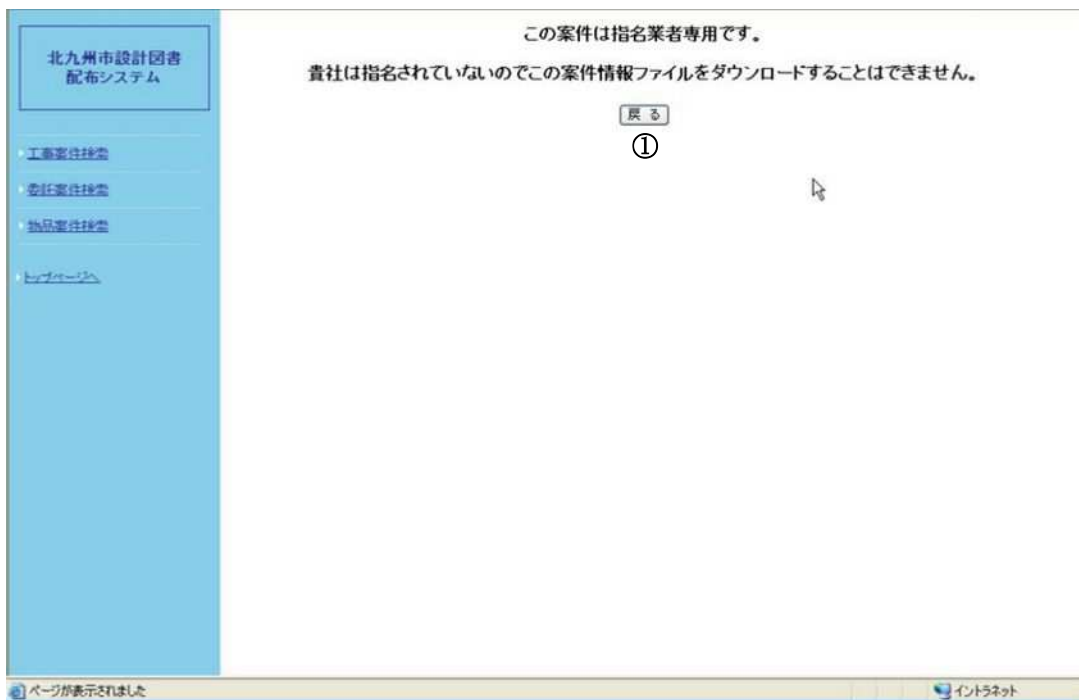 北九州市設計図書
配布システム
工事案件検索
委託案件検索
物品案件検索
トップページへ
この案件は指名業者専用です。
貴社は指名されていないのでこの案件情報ファイルをダウンロードすることはできません。
戻る
①
ページが表示されました
イントラネット